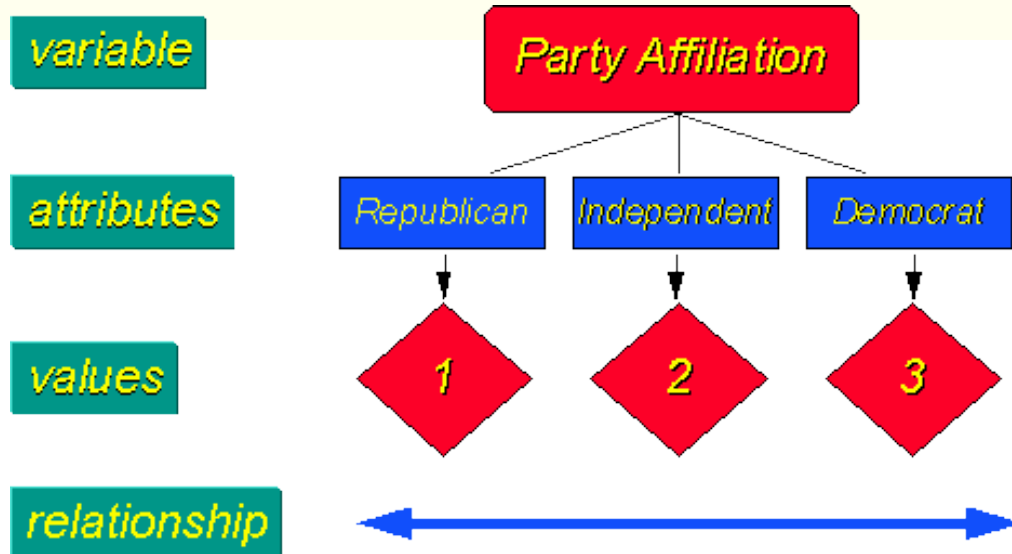 variable
Party Affiliation
attributes
Republican
Independent
Democrat
values
1
2
3
relationship